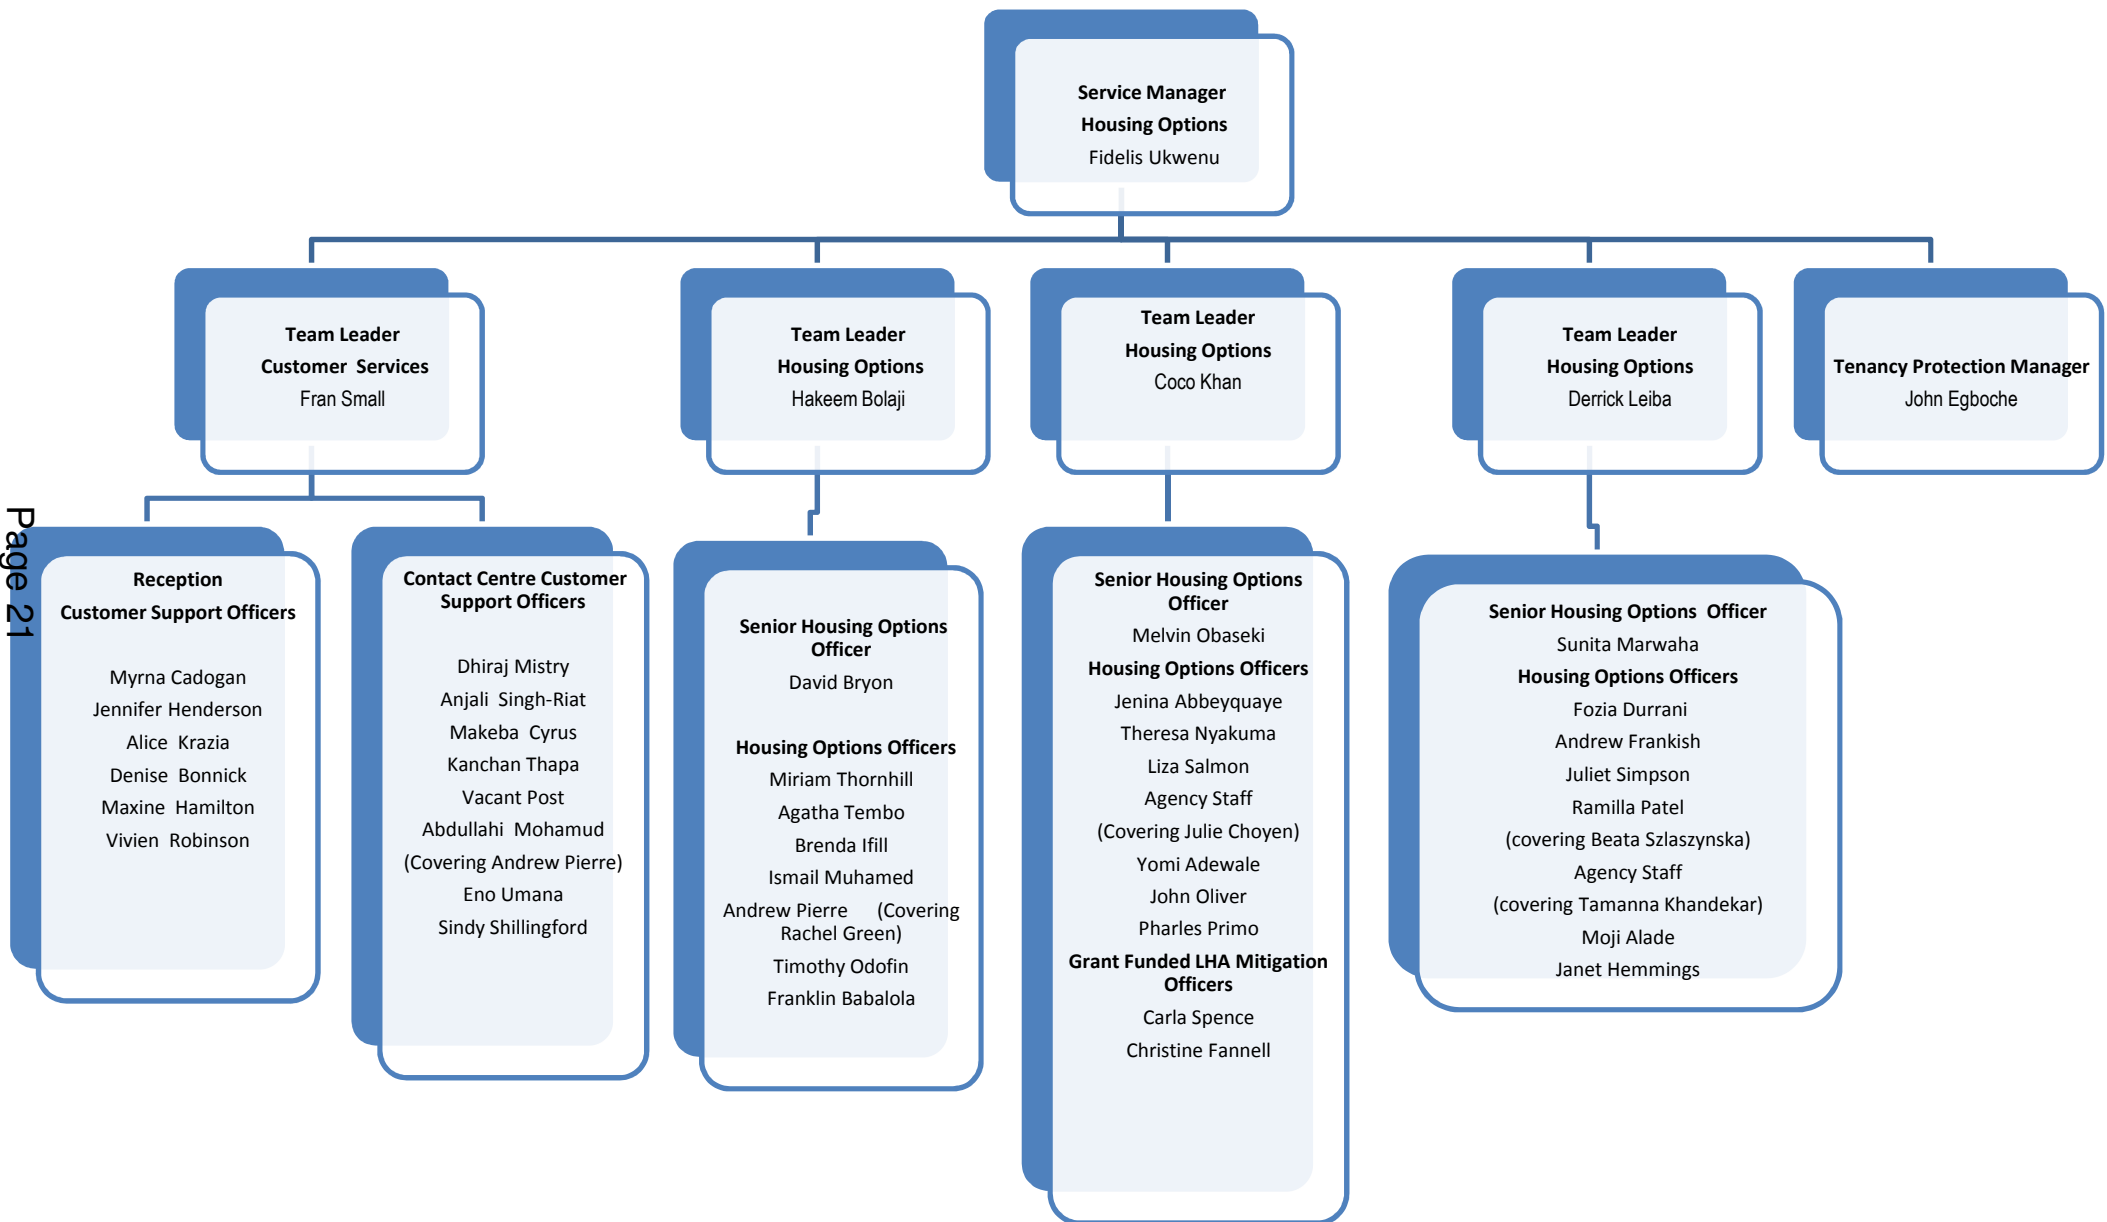 Service Manager
Housing Options
Fidelis Ukwenu
Team Leader
Customer Services
Fran Small
Team Leader
Housing Options
Hakeem Bolaji
Team Leader
Housing Options
Coco Khan
Team Leader
Housing Options
Derrick Leiba
Tenancy Protection Manager
John Egboche
Page 21
Reception
Customer Support Officers
Myrna Cadogan
Jennifer Henderson
Alice Krazia
Denise Bonnick
Maxine Hamilton
Vivien Robinson
Contact Centre Customer
Support Officers
Dhiraj Mistry
Anjali Singh-Riat
Makeba Cyrus
Kanchan Thapa
Vacant Post
Abdullahi Mohamud
(Covering Andrew Pierre)
Eno Umana
Sindy Shillingford
Senior Housing Options
Officer
David Bryon
Housing Options Officers
Miriam Thornhill
Agatha Tembo
Brenda Ifill
Ismail Muhamed
Andrew Pierre (Covering
Rachel Green)
Timothy Odofin
Franklin Babalola
Senior Housing Options
Officer
Melvin Obaseki
Housing Options Officers
Jenina Abbeyquaye
Theresa Nyakuma
Liza Salmon
Agency Staff
(Covering Julie Choyen)
Yomi Adewale
John Oliver
Pharles Primo
Grant Funded LHA Mitigation
Officers
Carla Spence
Christine Fannell
Senior Housing Options Officer
Sunita Marwaha
Housing Options Officers
Fozia Durrani
Andrew Frankish
Juliet Simpson
Ramilla Patel
(covering Beata Szlaszynska)
Agency Staff
(covering Tamanna Khandekar)
Moji Alade
Janet Hemmings